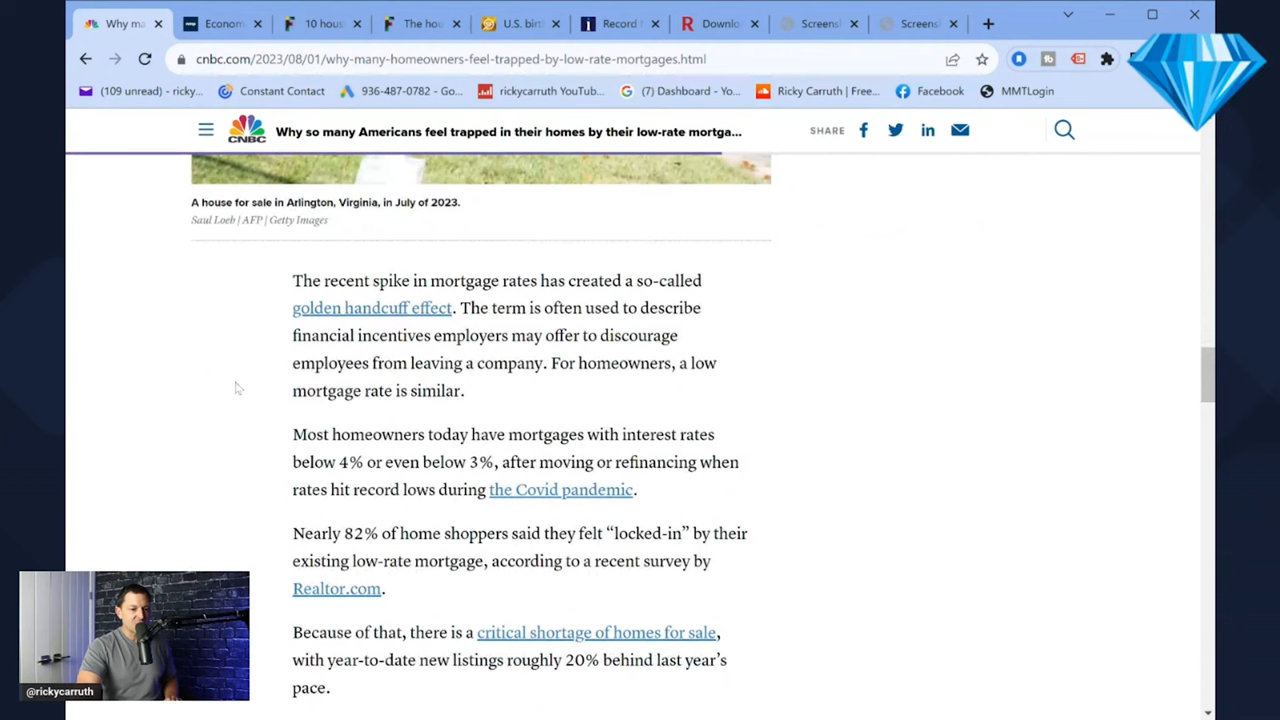 Why ma
Econom
10 hous
The hou
U.S. birt
Record
Downlo
Screensh
Screensh
cnbc.com/2023/08/01/why-many-homeowners-feel-trapped-by-low-rate-mortgages.html
(109 unread) - ricky...
Constant Contact
936-487-0782 - Go...
rickycarruth YouTub...
(7) Dashboard - Yo...
Ricky Carruth | Free...
Facebook
MMTLogin
CNBC
Why so many Americans feel trapped in their homes by their low-rate mortga...
SHARE
A house for sale in Arlington, Virginia, in July of 2023.
Saul Loeb | AFP | Getty Images
The recent spike in mortgage rates has created a so-called
golden handcuff effect. The term is often used to describe
financial incentives employers may offer to discourage
employees from leaving a company. For homeowners, a low
mortgage rate is similar.
Most homeowners today have mortgages with interest rates
below 4% or even below 3%, after moving or refinancing when
rates hit record lows during the Covid pandemic.
Nearly 82% of home shoppers said they felt “locked-in” by their
existing low-rate mortgage, according to a recent survey by
Realtor.com.
Because of that, there is a critical shortage of homes for sale,
with year-to-date new listings roughly 20% behind last year’s
pace.
@rickycarruth